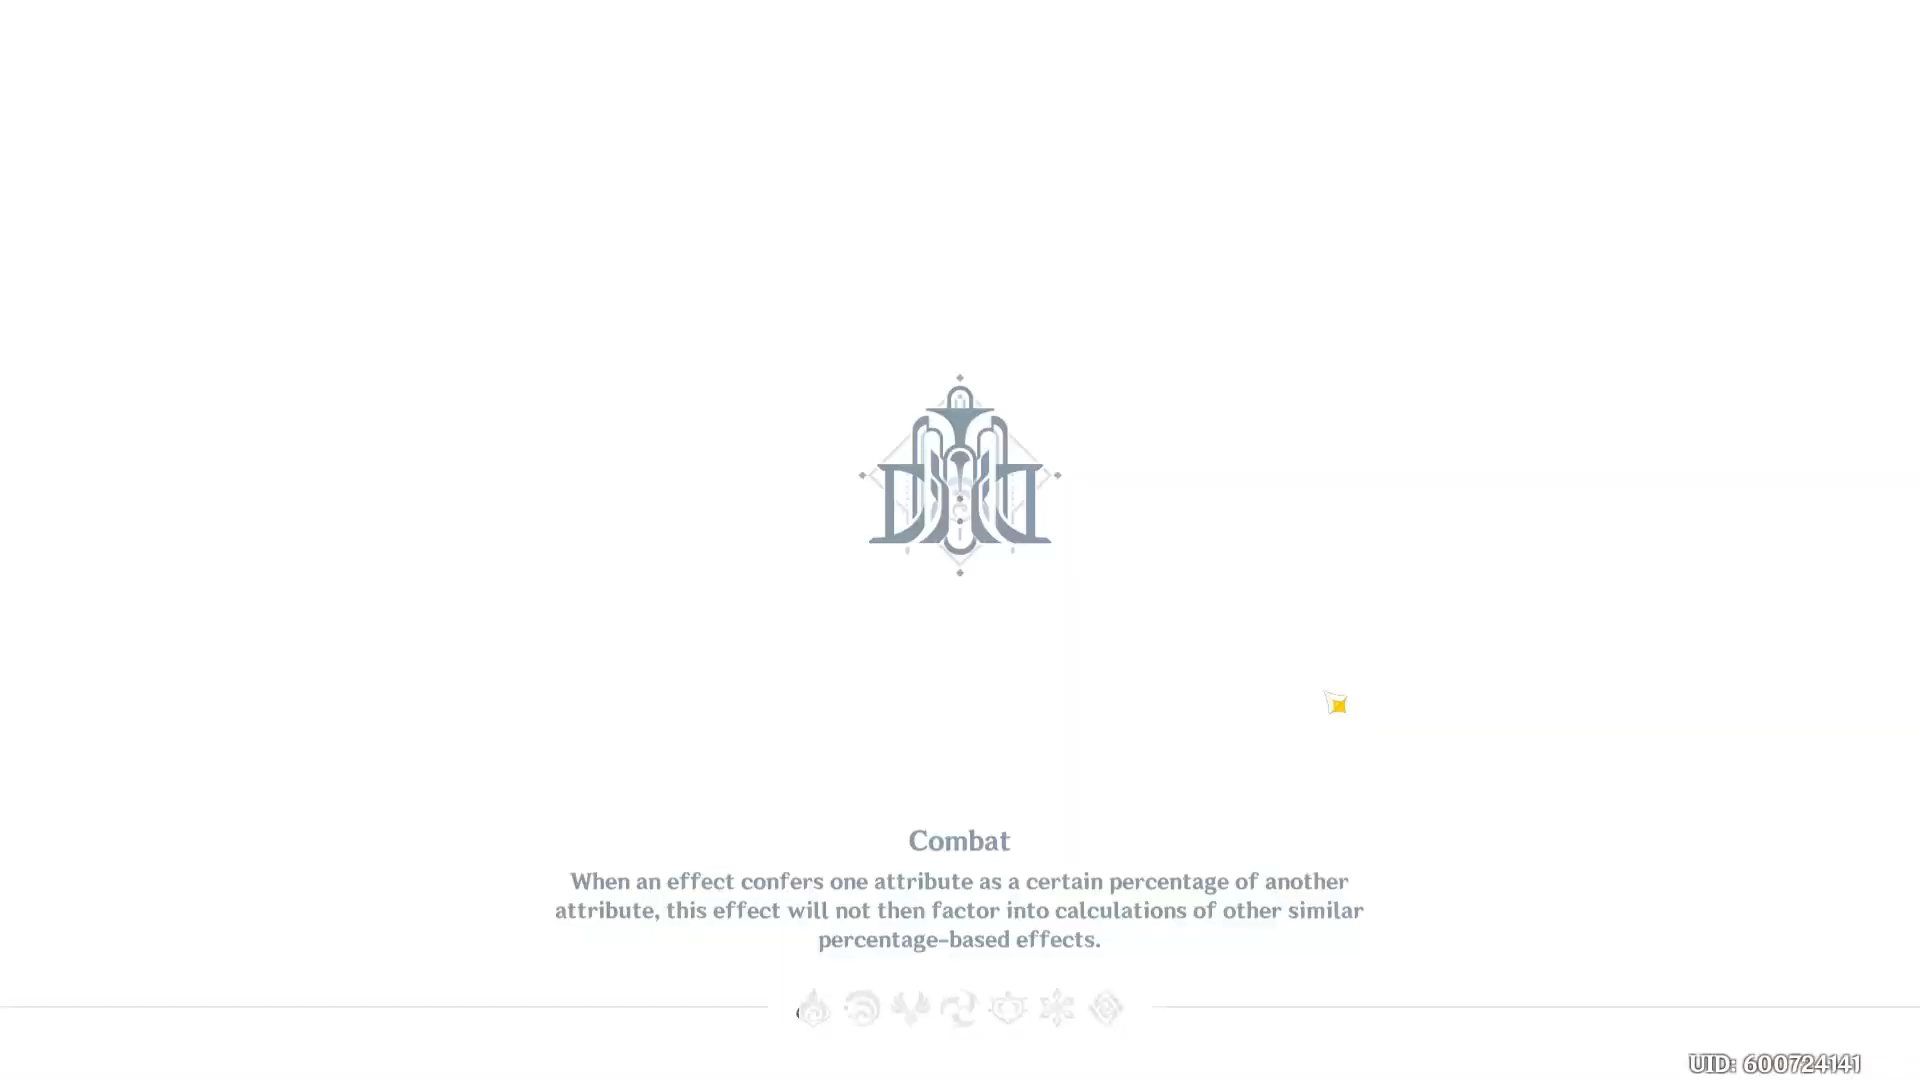 Combat
When an effect confers one attribute as a certain percentage of another
attribute, this effect will not then factor into calculations of other similar
percentage-based effects.
UID: 600724141